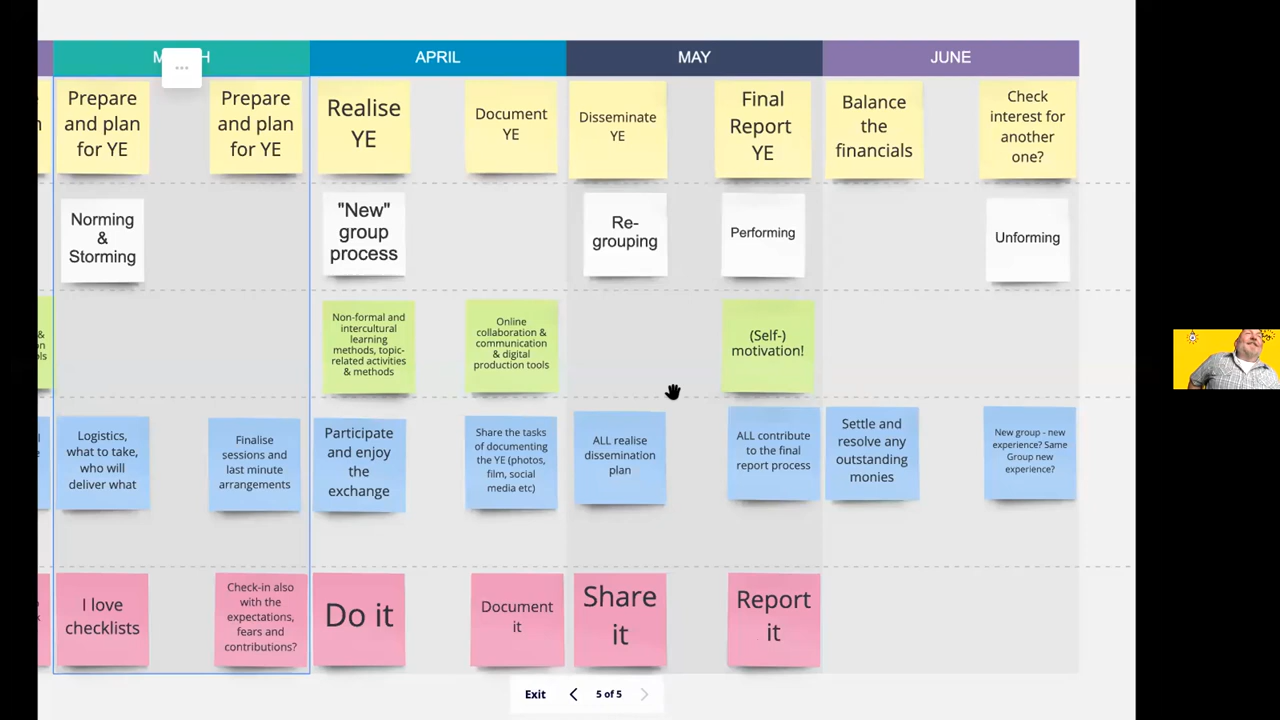 APRIL
MAY
JUNE
Prepare
and plan
for YE
Prepare
and plan
for YE
Realise
YE
Document
YE
Disseminate
YE
Final
Report
YE
Balance
the
financials
Check
interest for
another
one?
Norming
&
Storming
"New"
group
process
Re-
grouping
Performing
Unforming
&
Non-formal and
intercultural
learning
methods, topic-
related activities
& methods
Online
collaboration &
communication
& digital
production tools
(Self-)
motivation!
Logistics,
what to take,
who will
deliver what
Finalise
sessions and
last minute
arrangements
Participate
and enjoy
the
exchange
Share the tasks
of documenting
the YE (photos,
film, social
media etc)
ALL realise
dissemination
plan
ALL contribute
to the final
report process
Settle and
resolve any
outstanding
monies
New group - new
experience? Same
Group new
experience?
I love
checklists
Check-in also
with the
expectations,
fears and
contributions?
Do it
Document
it
Share
it
Report
it
Exit
5 of 5